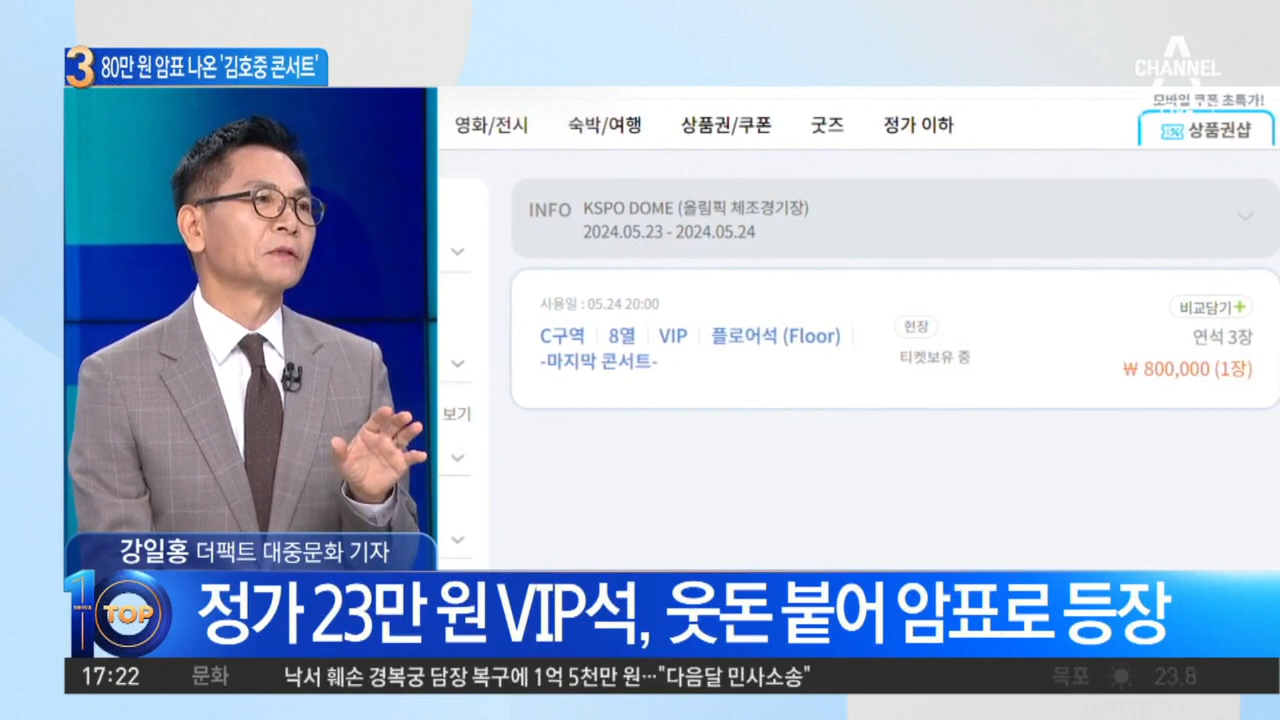 3 80만 원 암표 나온 '김호중 콘서트'
CHANNEL A
모바일 쿠폰 초특가!
영화/전시 숙박/여행 상품권/쿠폰 굿즈 정가 이하
상품권샵
INFO KSPO DOME (올림픽 체조경기장)
2024.05.23 - 2024.05.24
사용일 : 05.24 20:00
비교담기+
C구역 8열 VIP 플로어석 (Floor)
현장
연석 3장
-마지막 콘서트-
티켓보유 중
₩ 800,000 (1장)
보기
강일홍 더팩트 대중문화 기자
NEWS TOP 10
정가 23만 원 VIP석, 웃돈 붙어 암표로 등장
17:22 문화 낙서 훼손 경복궁 담장 복구에 1억 5천만 원…"다음달 민사소송" 목포 23.8